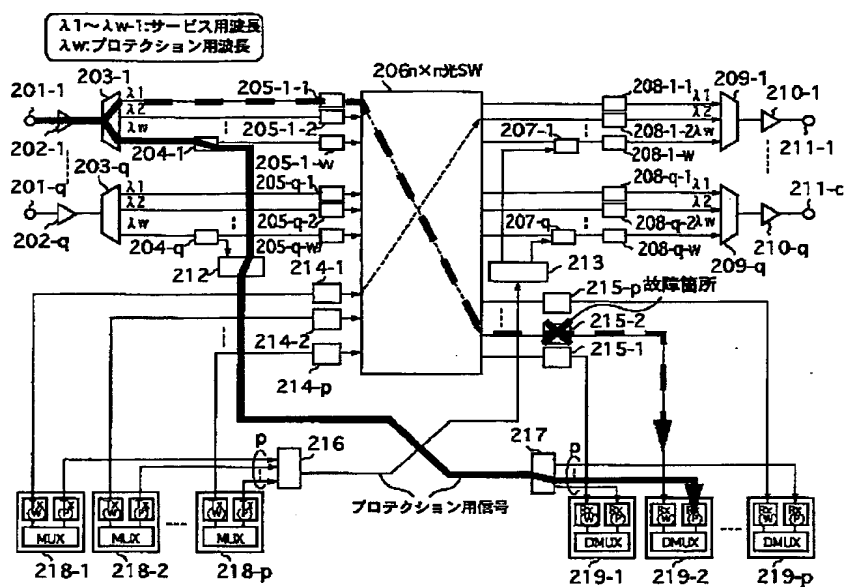 λ1～λw-1:サービス用波長
λw:プロテクション用波長
206n×n光SW
203-1
201-1
λ1
λ2
λw
205-1-1
202-1
204-1
205-1-2
205-1-w
203-q
201-q
λ1
λ2
λw
205-q-1
202-q
204-q
205-q-2
205-q-w
212
214-1
214-2
214-p
208-1-1
λ1
209-1
210-1
λ2
207-1
208-1-2
λw
208-1-w
211-1
208-q-1
λ1
λ2
211-q
207-q
208-q-2
λw
208-q-w
209-q
210-q
213
215-p
故障箇所
215-2
215-1
p
216
217
p
プロテクション用信号
MUX
MUX
MUX
218-1
218-2
218-p
RX
W
RX
P
RX
W
RX
P
RX
W
RX
P
DMUX
DMUX
DMUX
219-1
219-2
219-p